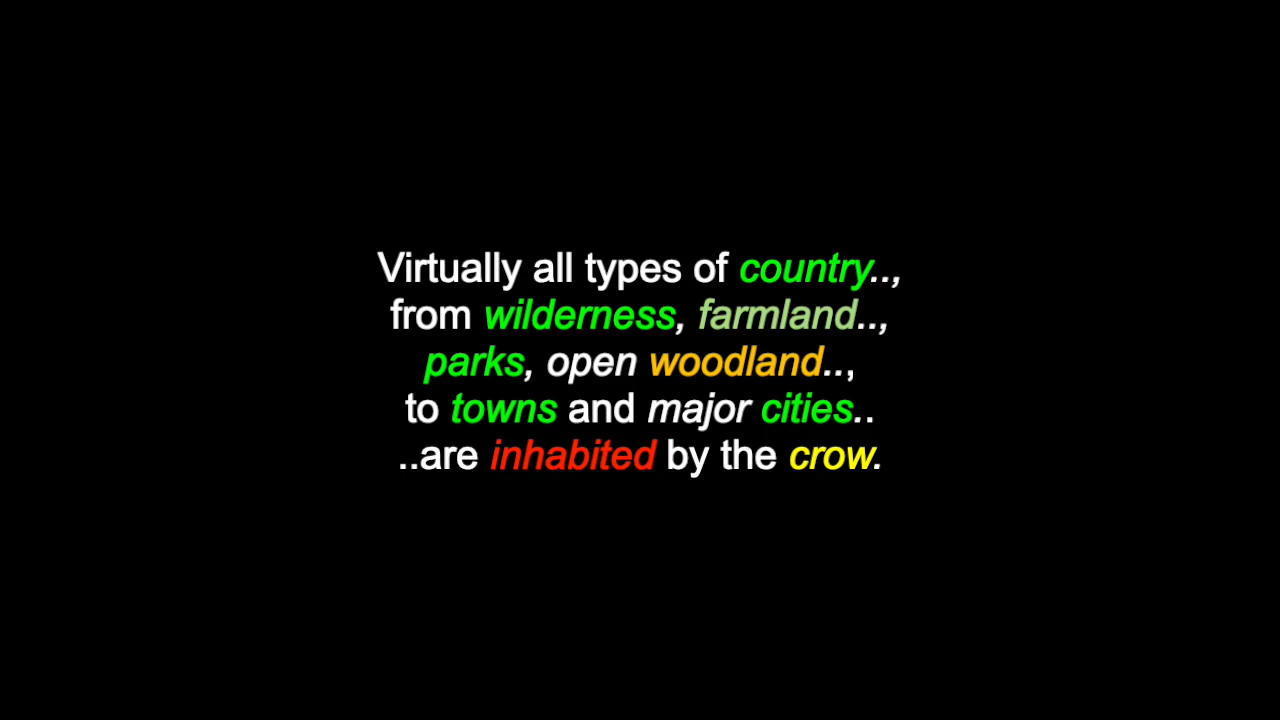 Virtually all types of country..,
from wilderness, farmland..,
parks, open woodland..,
to towns and major cities..
..are inhabited by the crow.